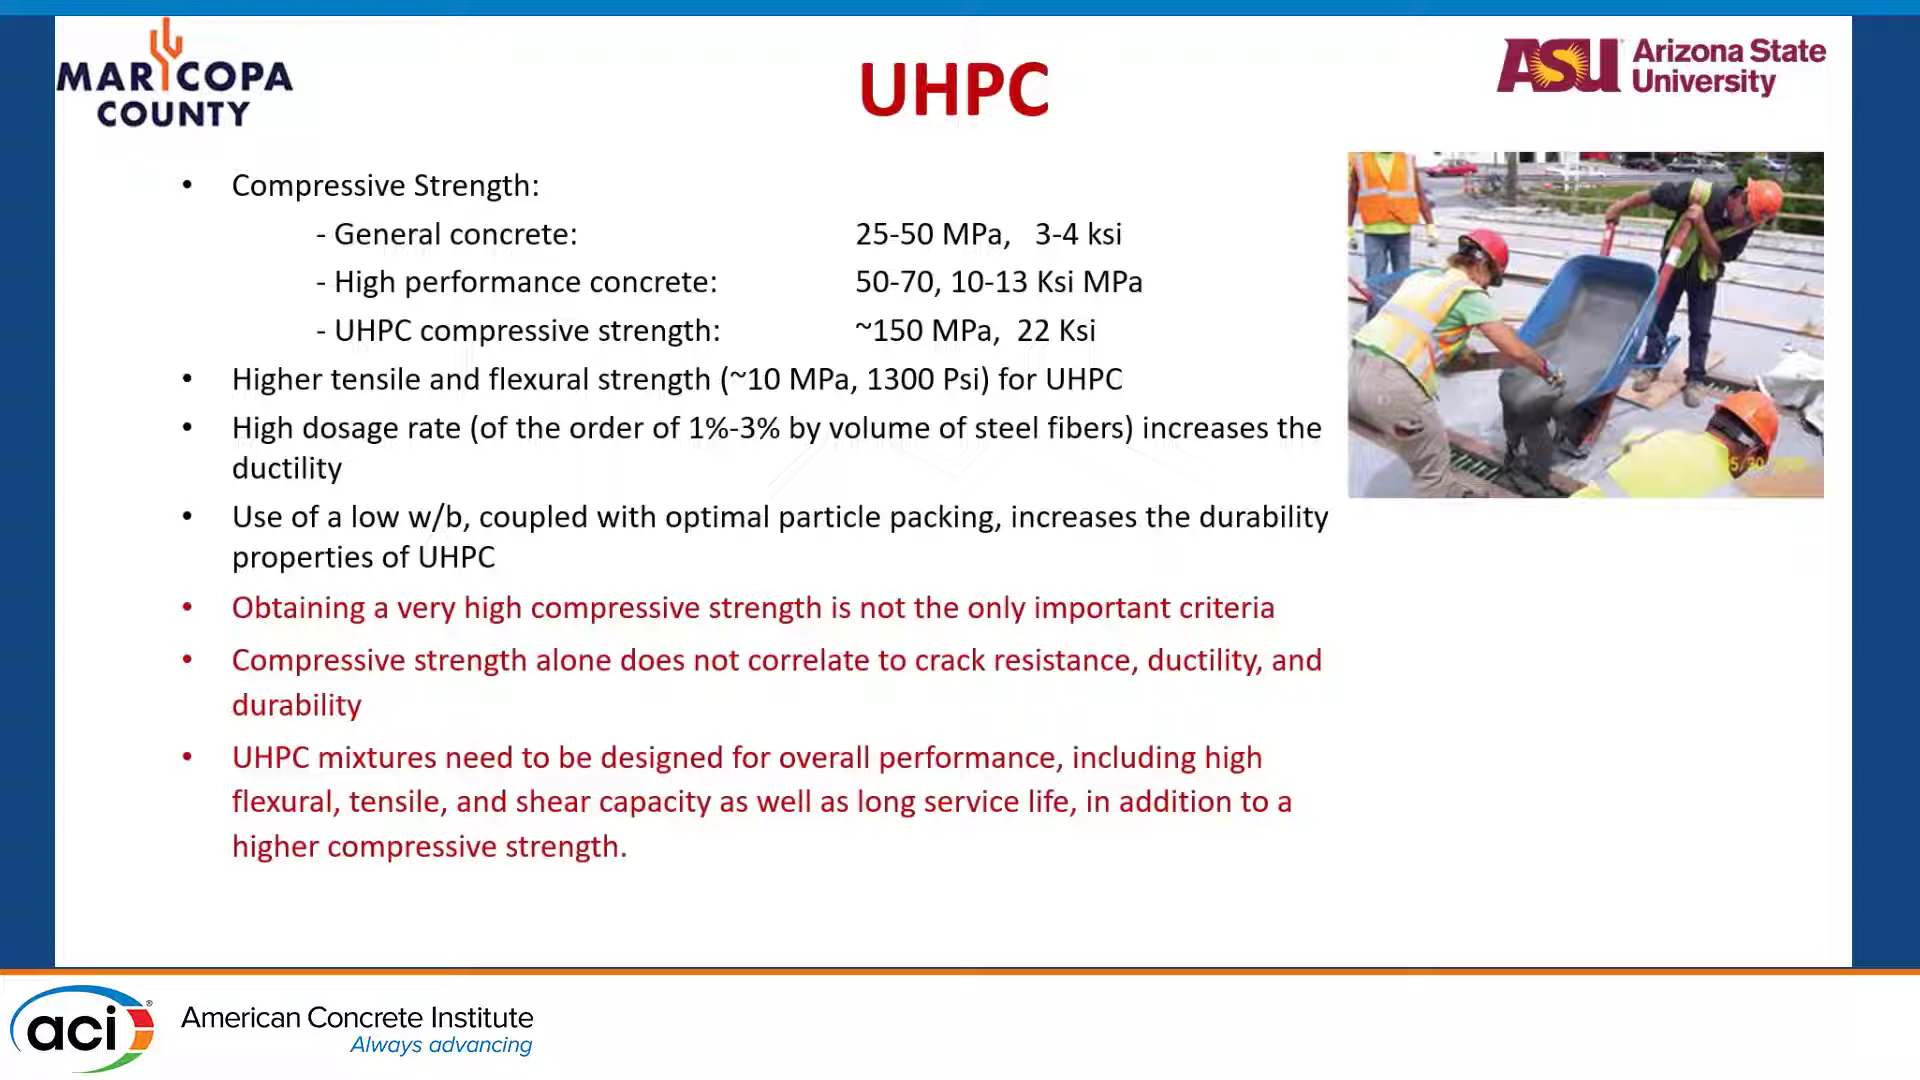 MARICOPA
COUNTY
UHPC
ASU Arizona State
University
• Compressive Strength:
- General concrete: 25-50 MPa, 3-4 ksi
- High performance concrete: 50-70, 10-13 Ksi MPa
- UHPC compressive strength: ~150 MPa, 22 Ksi
• Higher tensile and flexural strength (~10 MPa, 1300 Psi) for UHPC
• High dosage rate (of the order of 1%-3% by volume of steel fibers) increases the
ductility
• Use of a low w/b, coupled with optimal particle packing, increases the durability
properties of UHPC
• Obtaining a very high compressive strength is not the only important criteria
• Compressive strength alone does not correlate to crack resistance, ductility, and
durability
• UHPC mixtures need to be designed for overall performance, including high
flexural, tensile, and shear capacity as well as long service life, in addition to a
higher compressive strength.
aci® American Concrete Institute
Always advancing